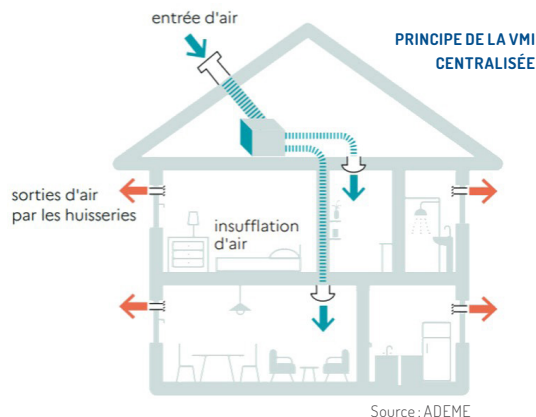 entrée d'air
PRINCIPE DE LA VMI
CENTRALISÉE
sorties d'air
par les huisseries
insufflation
d'air
Source : ADEME